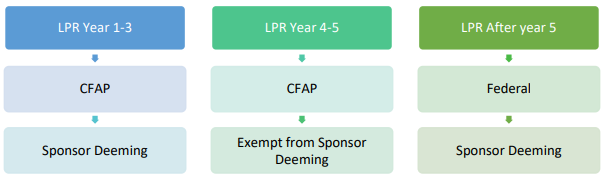 LPR Year 1-3
CFAP
Sponsor Deeming
LPR Year 4-5
CFAP
Exempt from Sponsor
Deeming
LPR After year 5
Federal
Sponsor Deeming